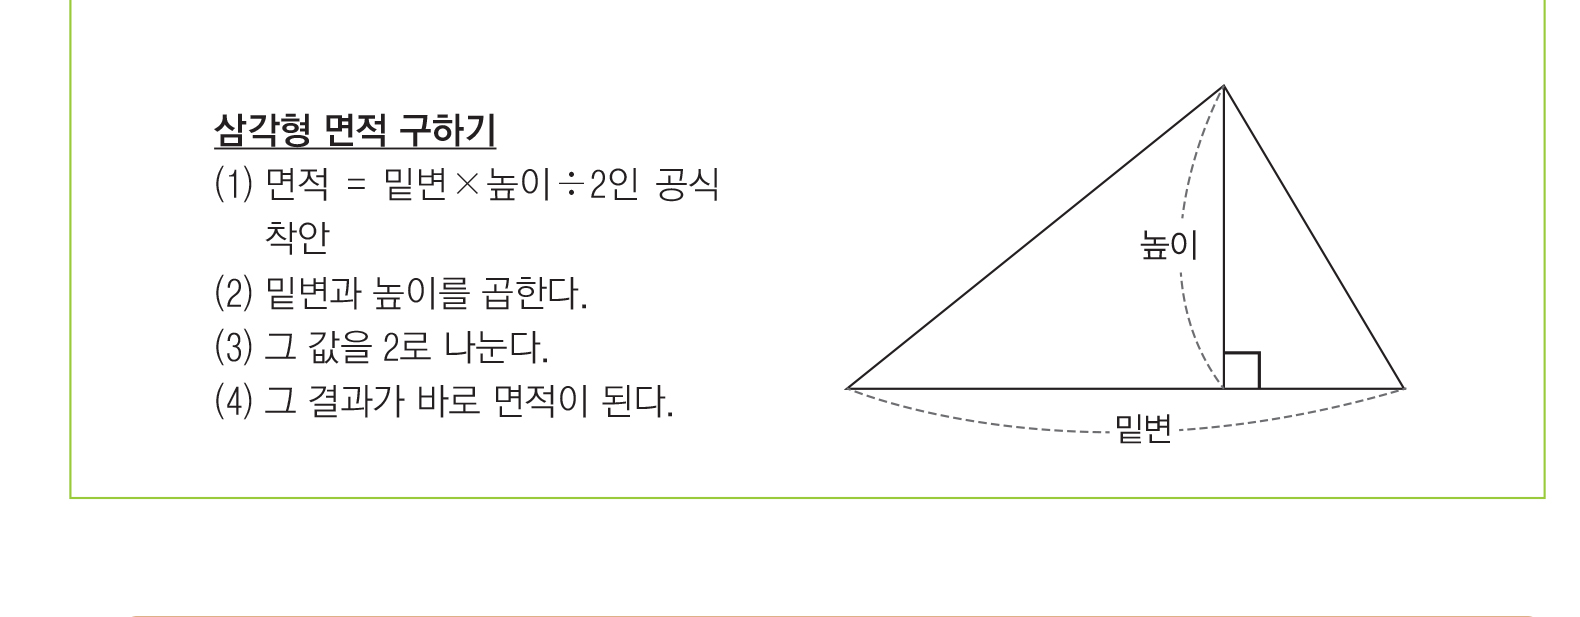 삼각형 면적 구하기
(1) 면적 = 밑변×높이÷2인 공식
착안
(2) 밑변과 높이를 곱한다.
(3) 그 값을 2로 나눈다.
(4) 그 결과가 바로 면적이 된다.
높이
밑변